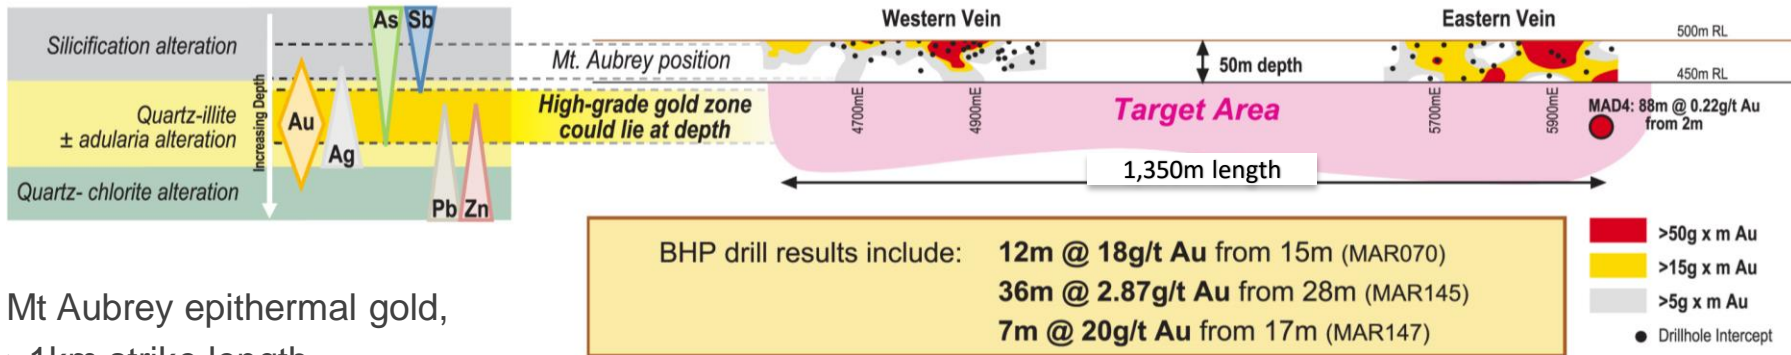 Silicification alteration
Quartz-illite
± adularia alteration
Quartz- chlorite alteration
Increasing Depth
Au
Ag
As
Sb
Pb
Zn
Mt. Aubrey position
High-grade gold zone
could lie at depth
Western Vein
Eastern Vein
500m RL
50m depth
450m RL
4700mE
4900mE
5700mE
5900mE
Target Area
MAD4: 88m @ 0.22g/t Au
from 2m
1,350m length
BHP drill results include: 12m @ 18g/t Au from 15m (MAR070)
36m @ 2.87g/t Au from 28m (MAR145)
7m @ 20g/t Au from 17m (MAR147)
>50g x m Au
>15g x m Au
>5g x m Au
Drillhole Intercept
Mt Aubrey epithermal gold,
1km strike length